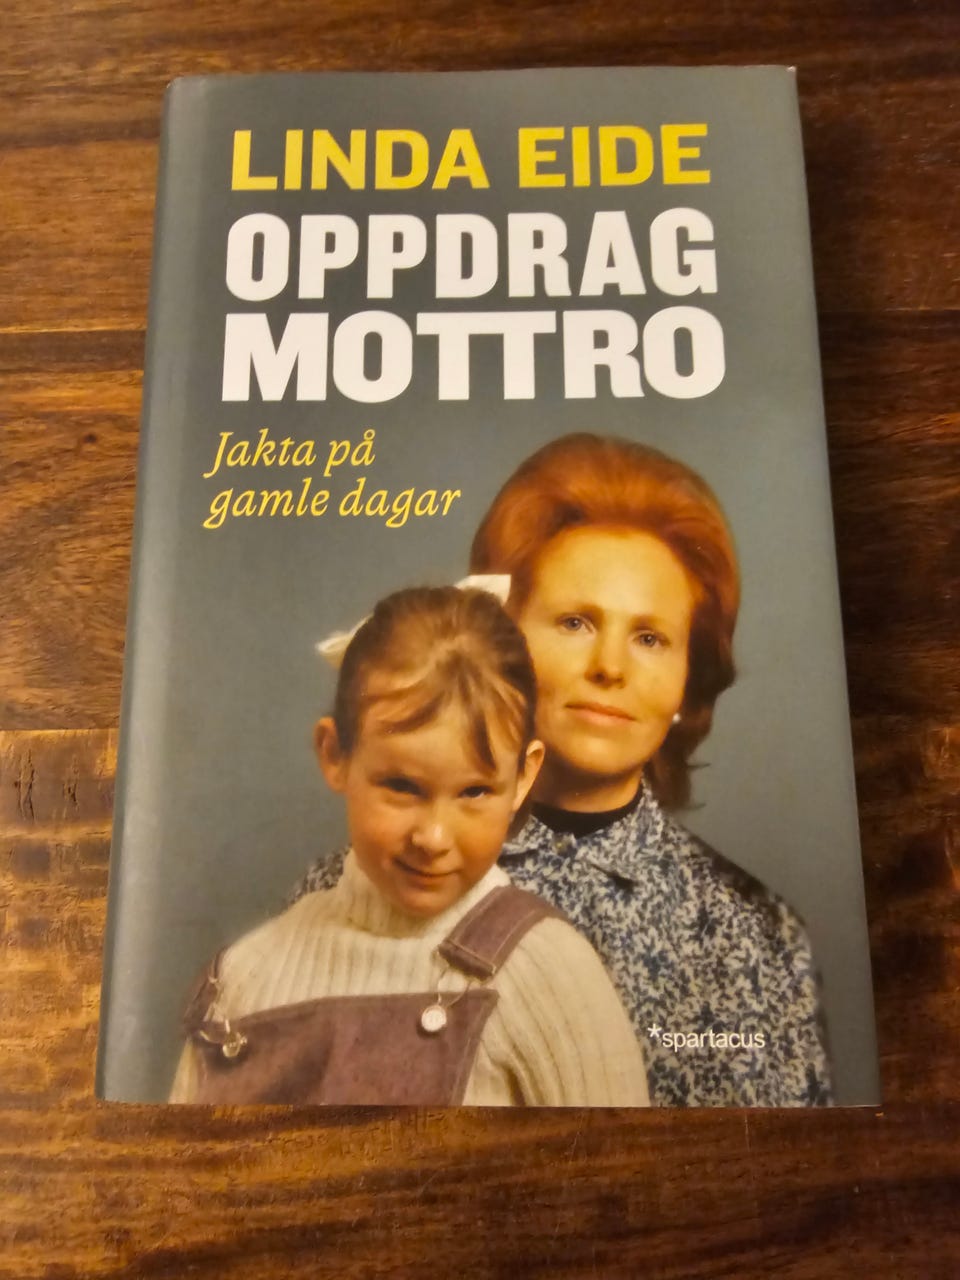 LINDA EIDE
OPPDRAG
MOTTRO
Jakta på
gamle dagar
*spartacus